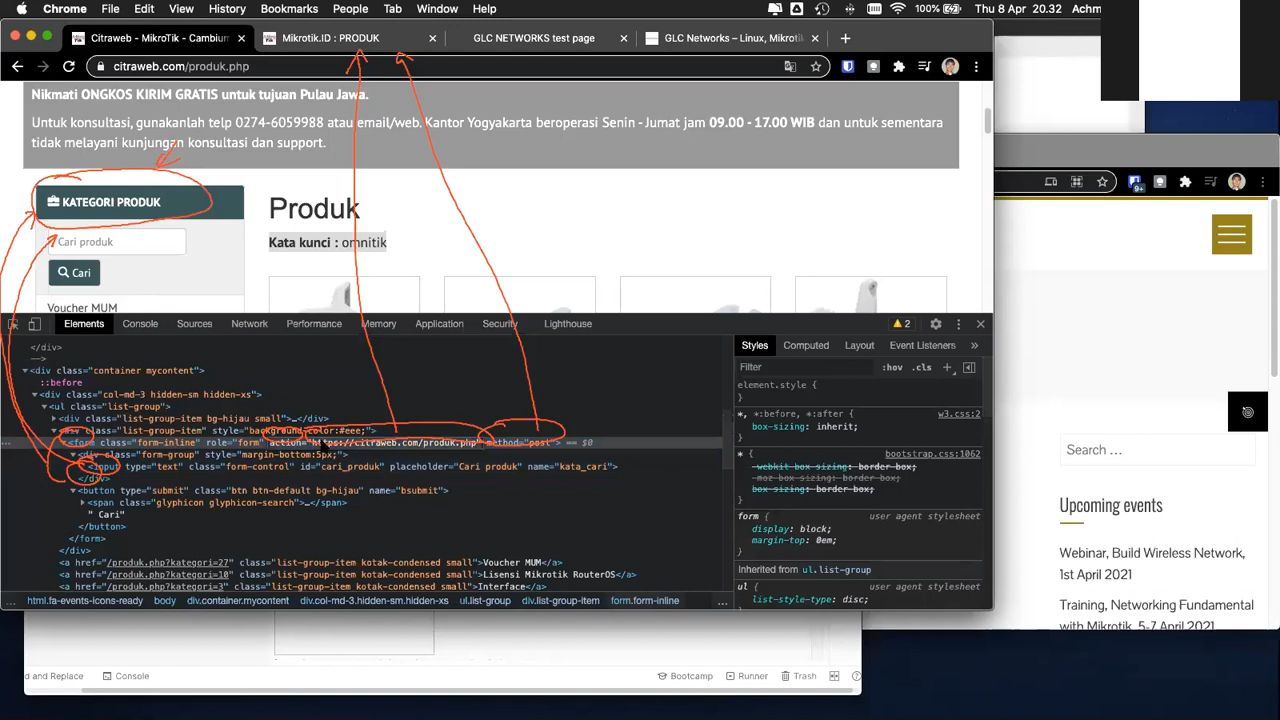 Chrome File Edit View History Bookmarks People Tab Window Help 100% Thu 8 Apr 20.32 Achm
Citraweb - MikroTik - Cambium
Mikrotik.ID : PRODUK
GLC NETWORKS test page
GLC Networks – Linux, Mikroti
citraweb.com/produk.php
Nikmati ONGKOS KIRIM GRATIS untuk tujuan Pulau Jawa.
Untuk konsultasi, gunakanlah telp 0274-6059988 atau email/web. Kantor Yogyakarta beroperasi Senin - Jumat jam 09.00 - 17.00 WIB dan untuk sementara
tidak melayani kunjungan konsultasi dan support.
KATEGORI PRODUK
Cari produk
Cari
Voucher MUM
Produk
Kata kunci : omnitik
Elements Console Sources Network Performance Memory Application Security Lighthouse 2
</div>
-->
<div class="container mycontent">
::before
<div class="col-md-3 hidden-sm hidden-xs">
<ul class="list-group">
<div class="list-group-item bg-hijau small">…</div>
<div class="list-group-item" style="background-color:#eee;">
<form class="form-inline" role="form" action="https://citraweb.com/produk.php" method="post"> == $0
<div class="form-group" style="margin-bottom:5px;">
<input type="text" class="form-control" id="cari_produk" placeholder="Cari produk" name="kata_cari">
</div>
<button type="submit" class="btn btn-default bg-hijau" name="bsubmit">
<span class="glyphicon glyphicon-search">…</span>
" Cari"
</button>
</form>
</div>
<a href="/produk.php?kategori=27" class="list-group-item kotak-condensed small">Voucher MUM</a>
<a href="/produk.php?kategori=10" class="list-group-item kotak-condensed small">Lisensi Mikrotik RouterOS</a>
<a href="/produk.php?kategori=3" class="list-group-item kotak-condensed small">Interface</a>
... html.fa-events-icons-ready body div.container.mycontent div.col-md-3.hidden-sm.hidden-xs ul.list-group div.list-group-item form.form-inline ...
Styles Computed Layout Event Listeners »
Filter :hov .cls +
element.style {
}
*, *:before, *:after { w3.css:2
box-sizing: inherit;
}
* { bootstrap.css:1062
-webkit-box-sizing: border-box;
-moz-box-sizing: border-box;
box-sizing: border-box;
}
form { user agent stylesheet
display: block;
margin-top: 0em;
}
Inherited from ul.list-group
ul { user agent stylesheet
list-style-type: disc;
9+
Search …
Upcoming events
Webinar, Build Wireless Network,
1st April 2021
Training, Networking Fundamental
with Mikrotik, 5-7 April 2021
d and Replace Console Bootcamp Runner Trash